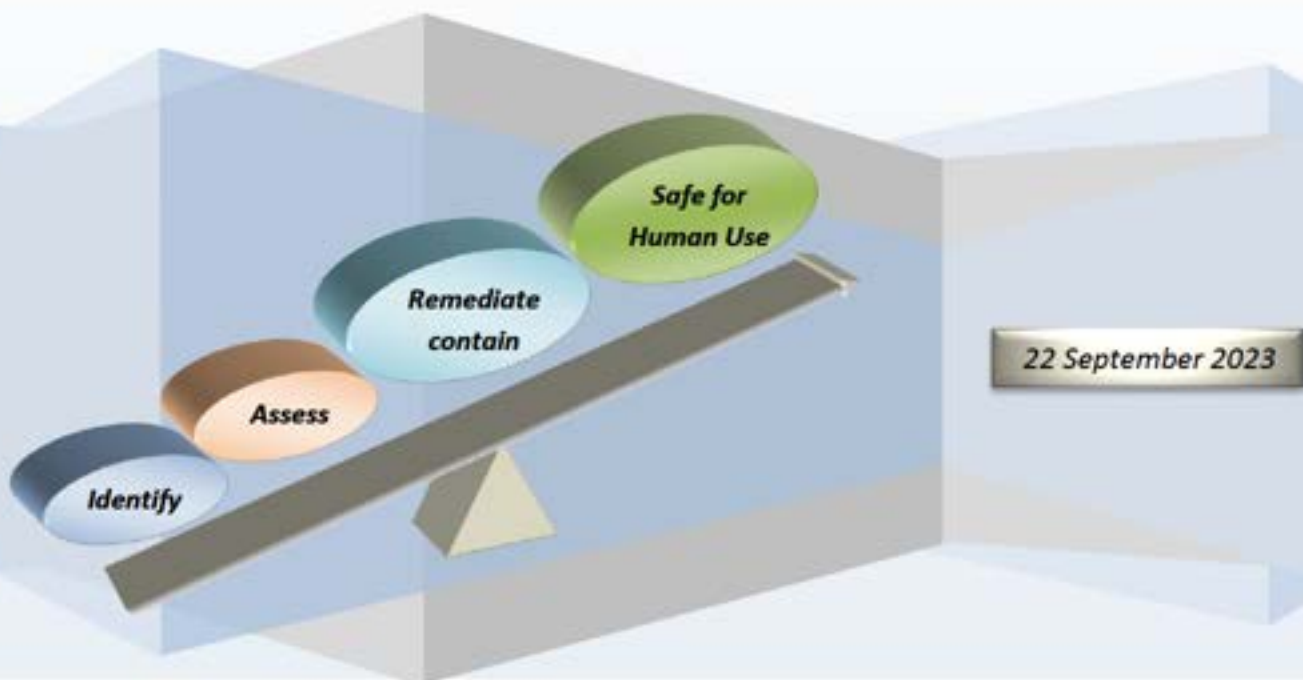 Safe for
Human Use
Remediate
contain
Assess
Identify
22 September 2023